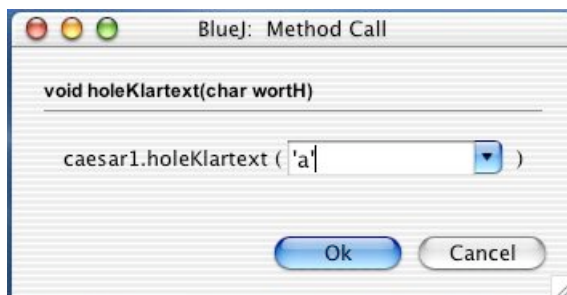 BlueJ: Method Call
void holeKlartext(char wortH)
caesar1.holeKlartext ( 'a' )
Ok Cancel